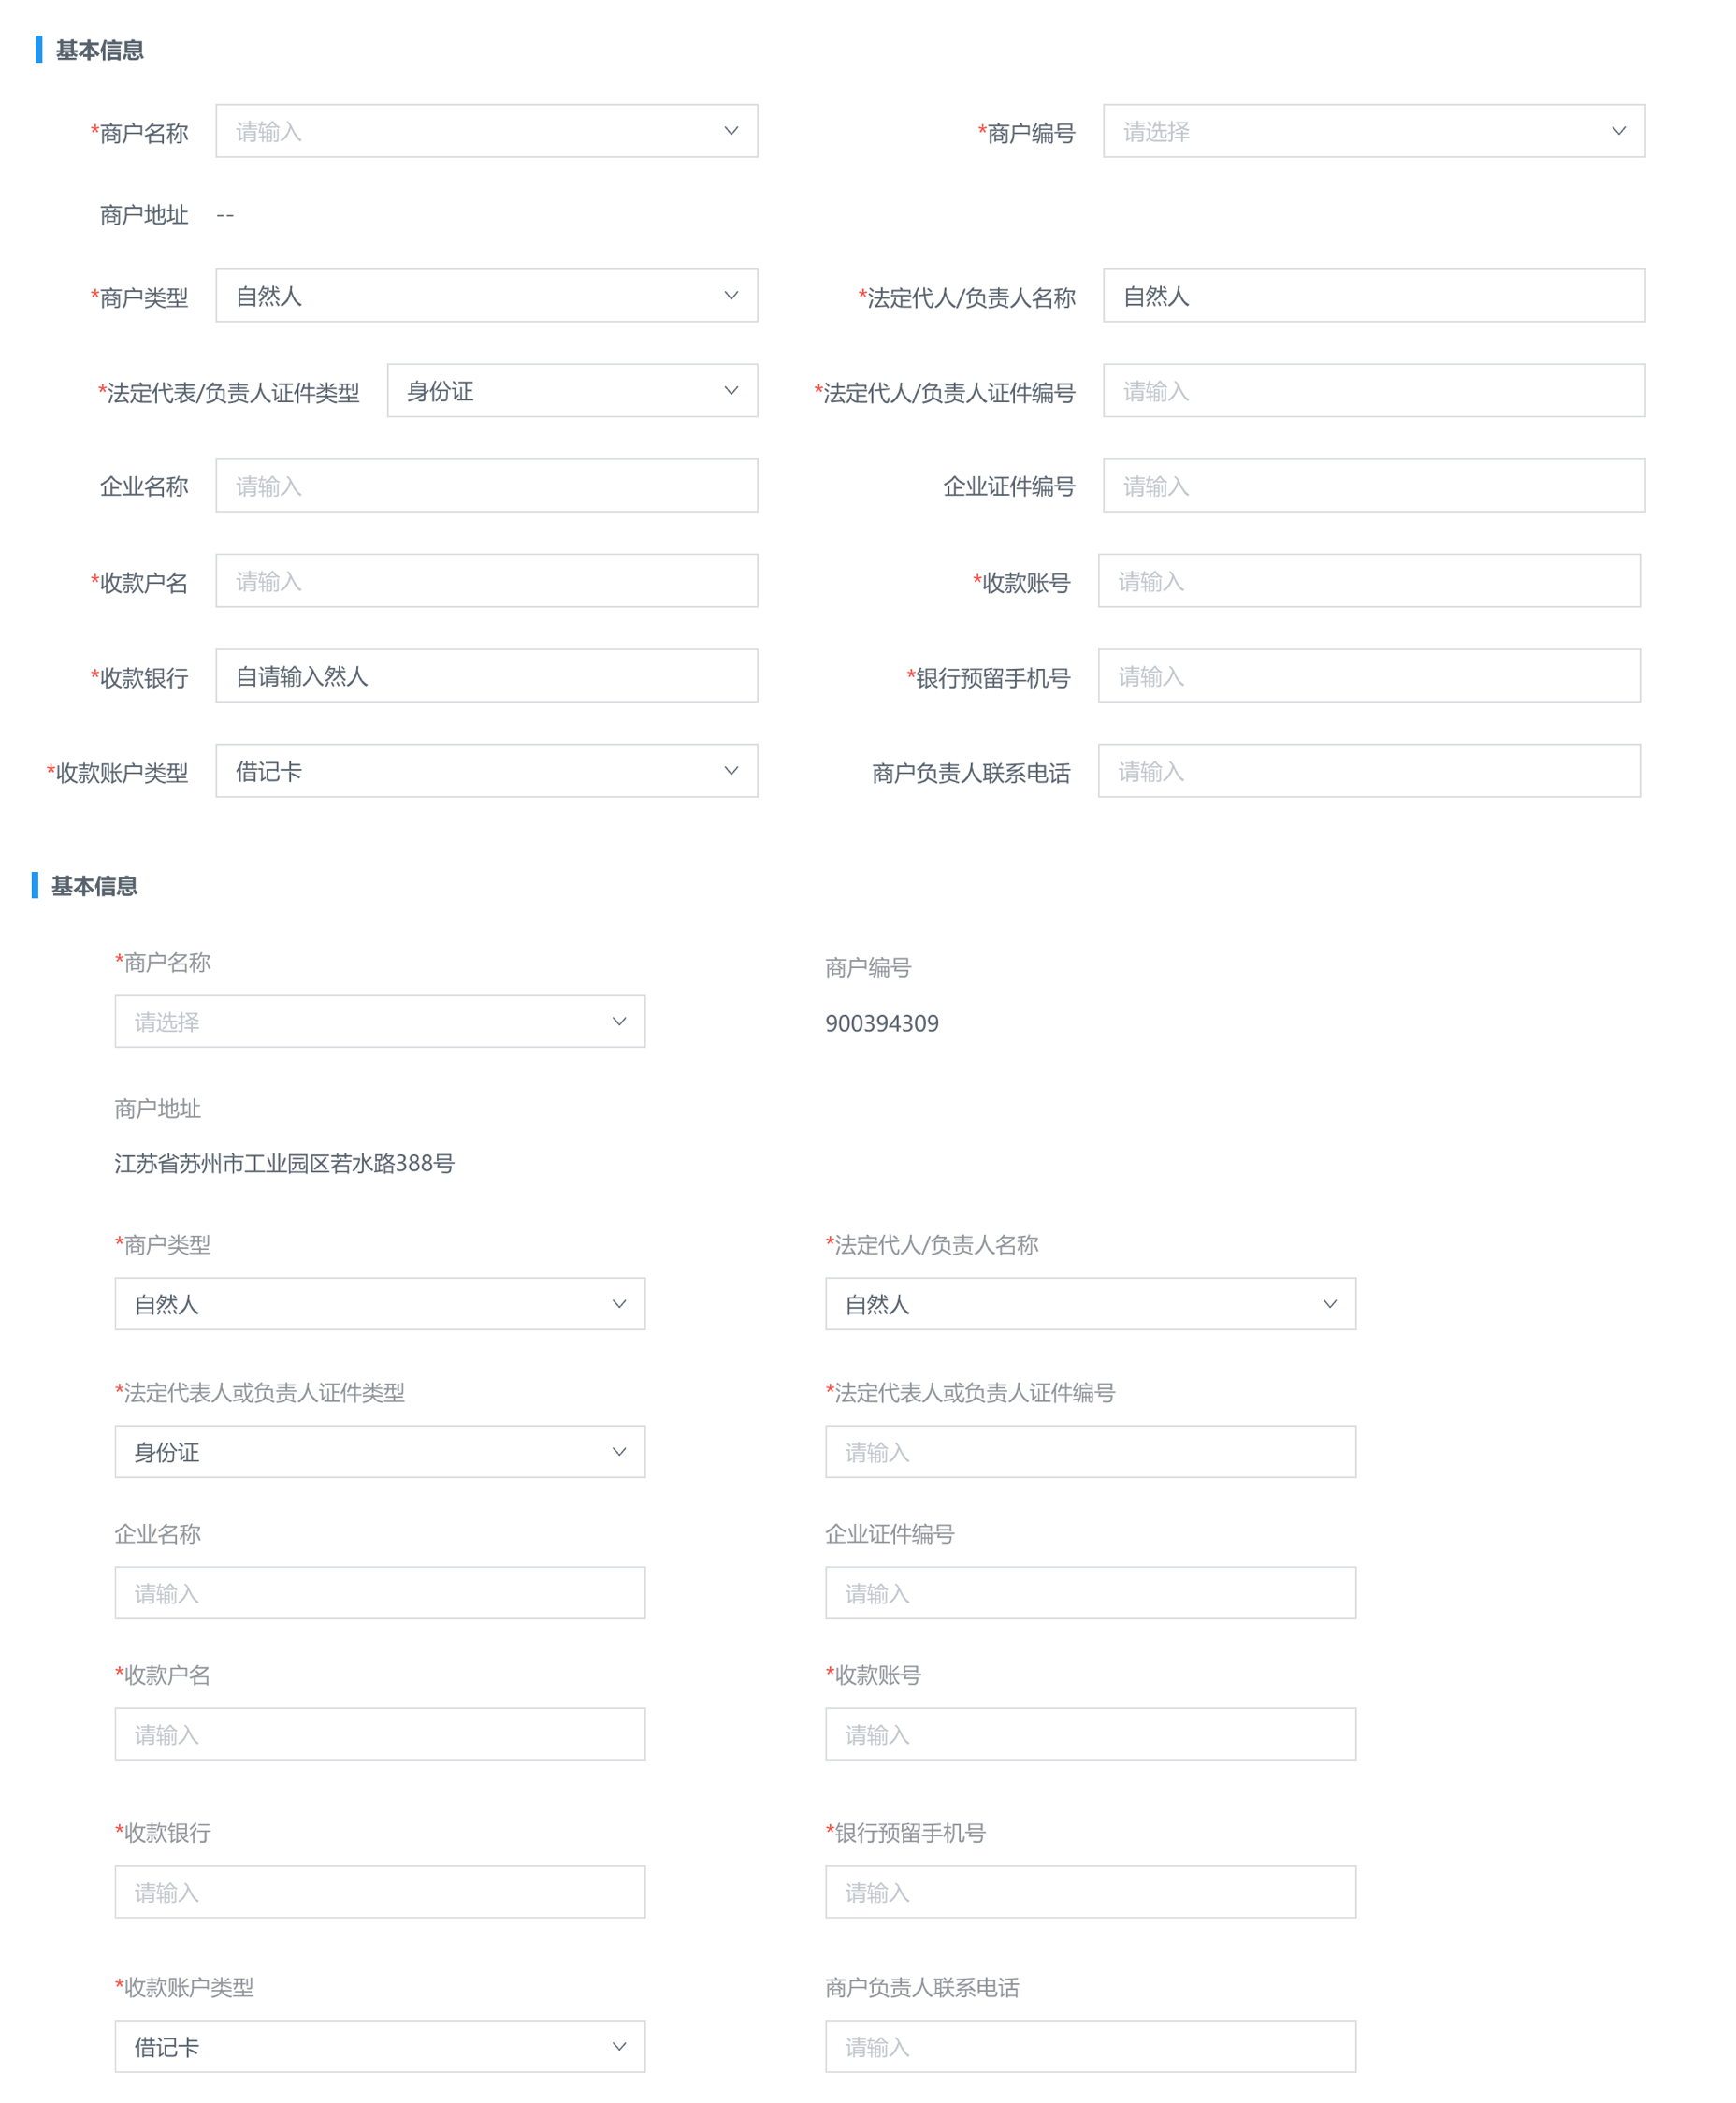 基本信息
*商户名称 请输入 *商户编号 请选择
商户地址 --
*商户类型 自然人 *法定代人/负责人名称 自然人
*法定代表/负责人证件类型 身份证 *法定代人/负责人证件编号 请输入
企业名称 请输入 企业证件编号 请输入
*收款户名 请输入 *收款账号 请输入
*收款银行 自请输入然人 *银行预留手机号 请输入
*收款账户类型 借记卡 商户负责人联系电话 请输入
基本信息
*商户名称 商户编号
请选择 900394309
商户地址
江苏省苏州市工业园区若水路388号
*商户类型 *法定代人/负责人名称
自然人 自然人
*法定代表人或负责人证件类型 *法定代表人或负责人证件编号
身份证 请输入
企业名称 企业证件编号
请输入 请输入
*收款户名 *收款账号
请输入 请输入
*收款银行 *银行预留手机号
请输入 请输入
*收款账户类型 商户负责人联系电话
借记卡 请输入